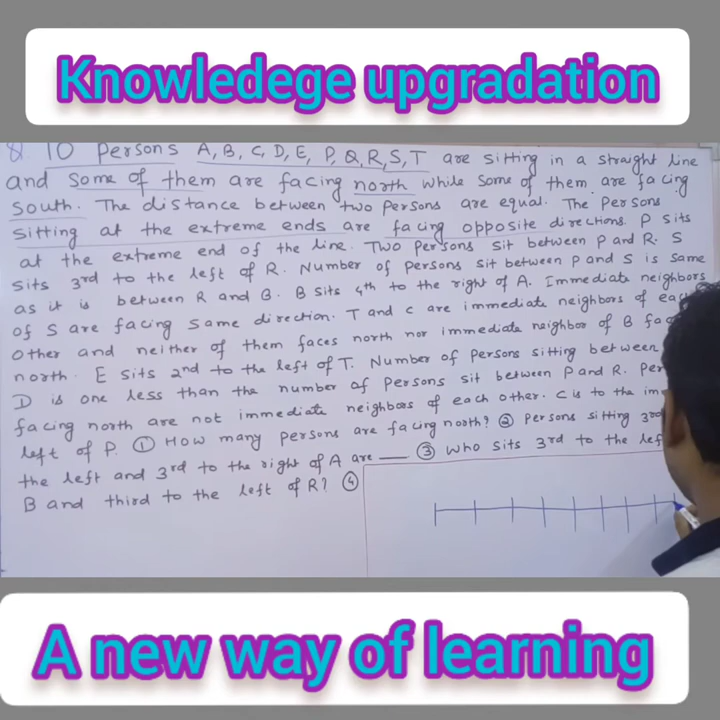 Knowledege upgradation
Q. 10 Persons A, B, C, D, E, P, Q, R, S, T are sitting in a straight line
and some of them are facing north while some of them are facing
south. The distance between two persons are equal. The Persons
sitting at the extreme ends are facing opposite directions. P sits
at the extreme end of the line. Two persons sit between P and R. S
sits 3rd to the left of R. Number of persons sit between P and S is same
as it is between R and B. B sits 4th to the right of A. Immediate neighbors
of S are facing same direction. T and C are immediate neighbors of each
other and neither of them faces north nor immediate neighbor of B
north. E sits 2nd to the left of T. Number of persons sitting between
D is one less than the number of persons sit between P and R.
facing north are not immediate neighbors of each other. C is to the
left of P. ① How many persons are facing north? ② Persons sitting 3rd
the left and 3rd to the right of A are ___ ③ Who sits 3rd to the
B and third to the left of R? ④
A new way of learning